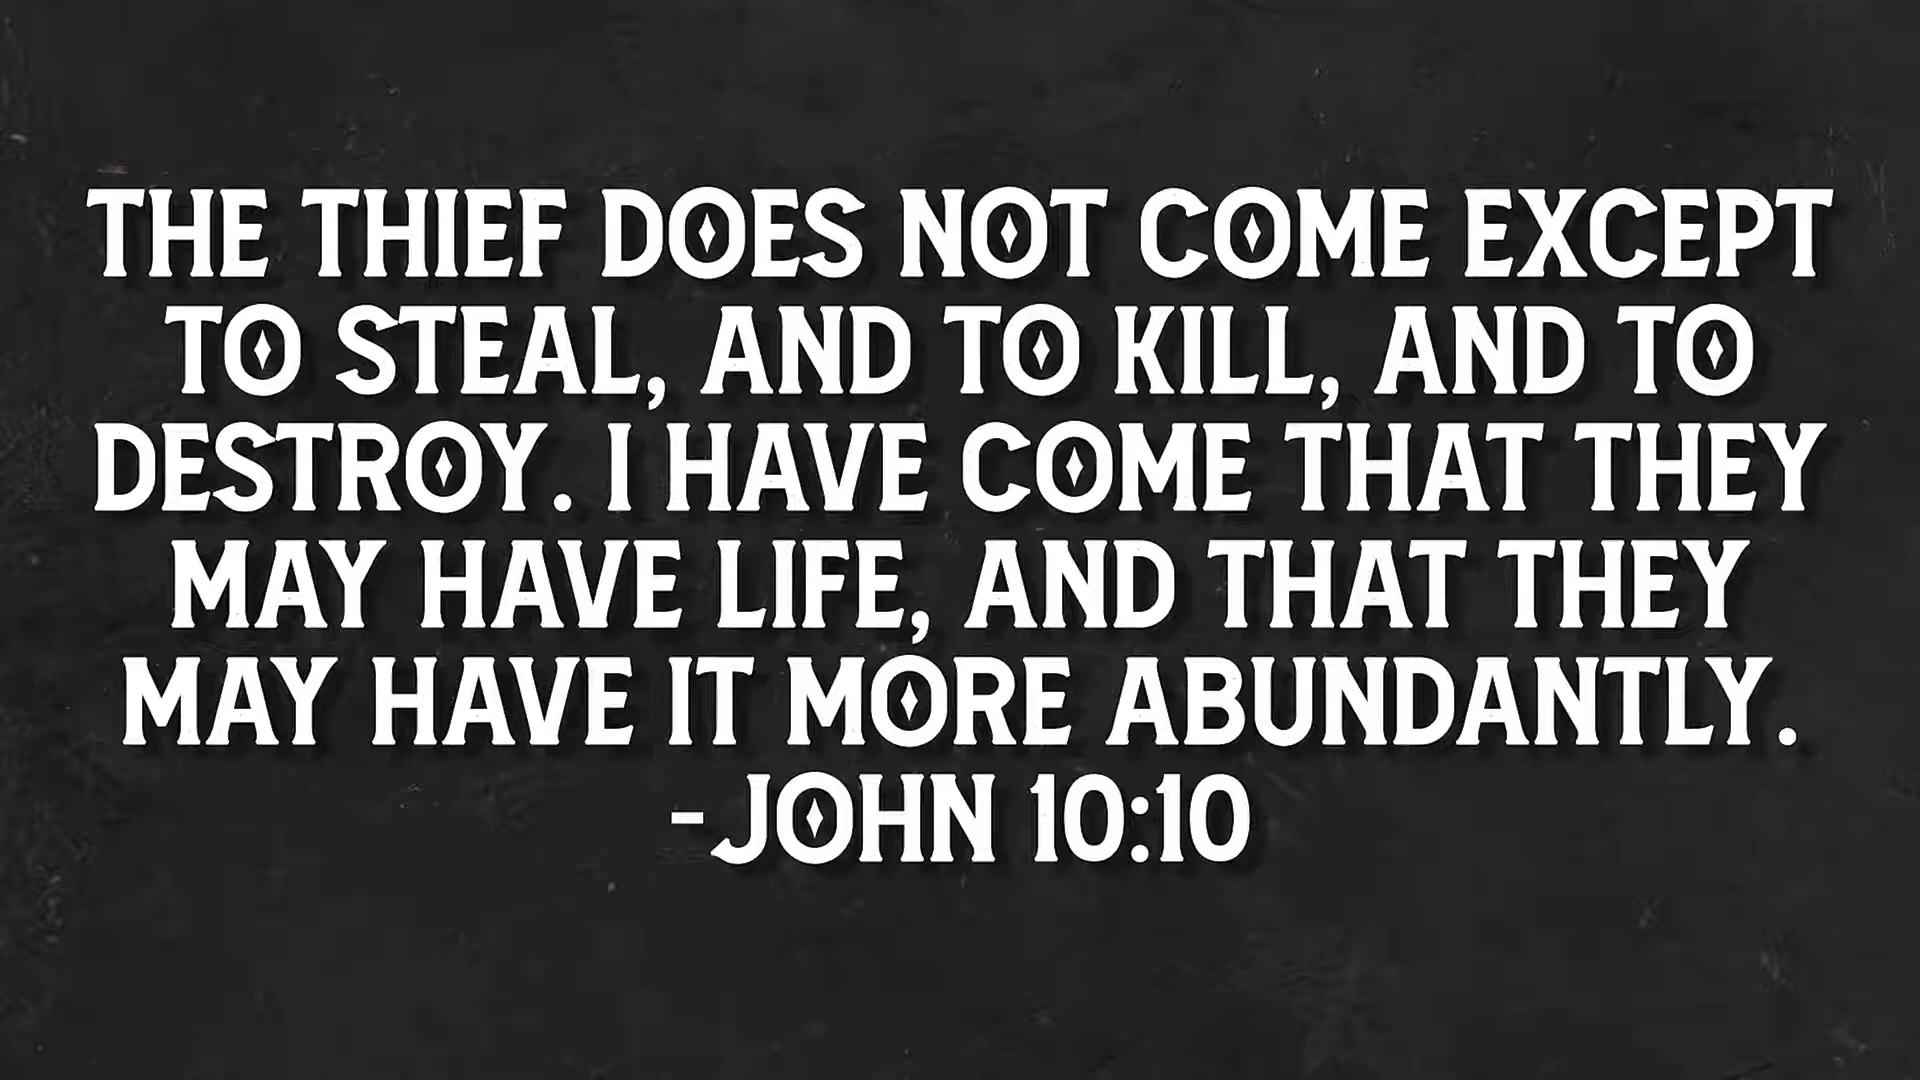 THE THIEF DOES NOT COME EXCEPT
TO STEAL, AND TO KILL, AND TO
DESTROY. I HAVE COME THAT THEY
MAY HAVE LIFE, AND THAT THEY
MAY HAVE IT MORE ABUNDANTLY.
-JOHN 10:10